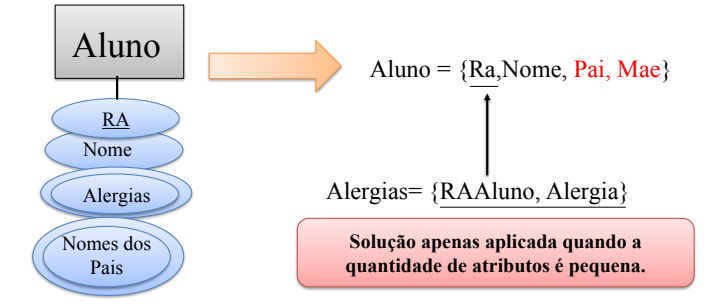 Aluno
RA
Nome
Alergias
Nomes dos
Pais
Aluno = {Ra,Nome, Pai, Mae}
Alergias= {RAAluno, Alergia}
Solução apenas aplicada quando a
quantidade de atributos é pequena.